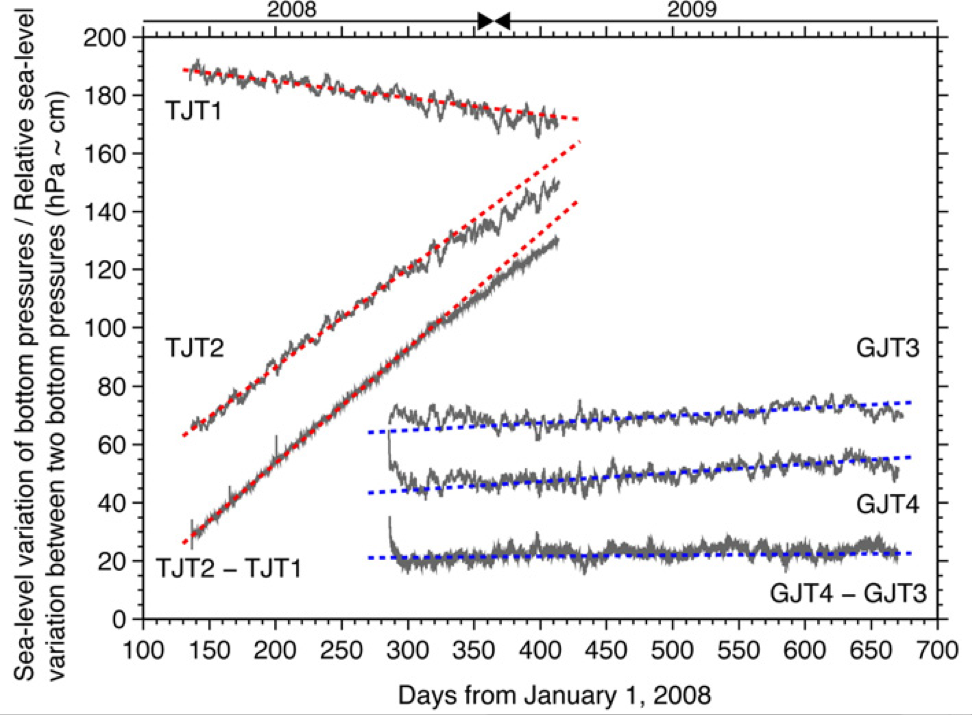 2008 2009
Sea-level variation of bottom pressures / Relative sea-level
variation between two bottom pressures (hPa ~ cm)
200
180
160
140
120
100
80
60
40
20
0
TJT1
TJT2
GJT3
GJT4
TJT2 − TJT1
GJT4 − GJT3
100 150 200 250 300 350 400 450 500 550 600 650 700
Days from January 1, 2008